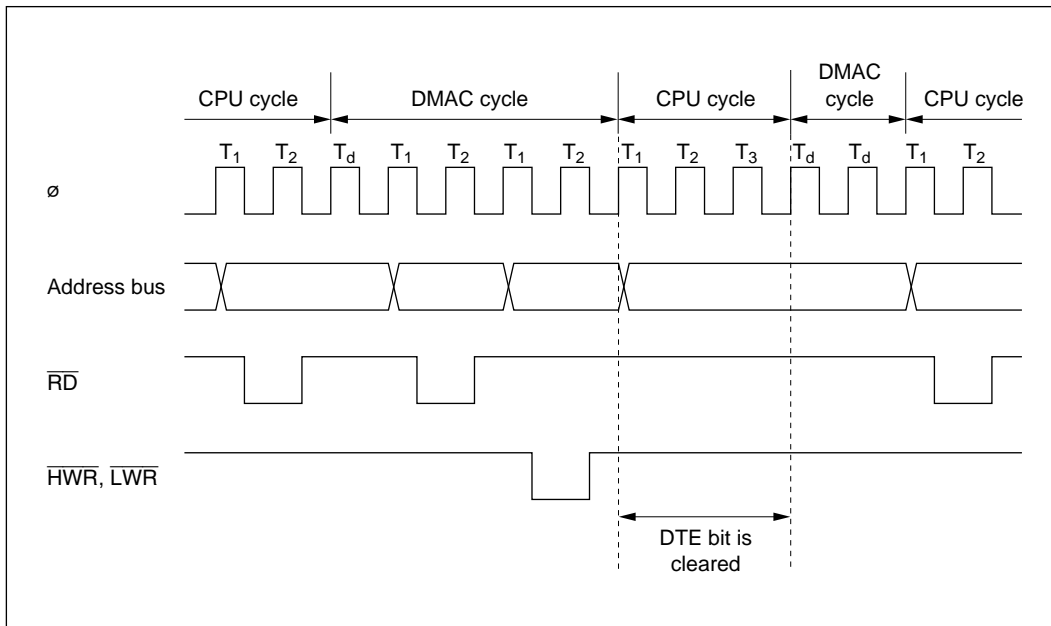 CPU cycle DMAC cycle CPU cycle DMAC cycle CPU cycle
T1 T2 Td T1 T2 T1 T2 T1 T2 T3 Td Td T1 T2
ø
Address bus
RD
HWR, LWR
DTE bit is
cleared